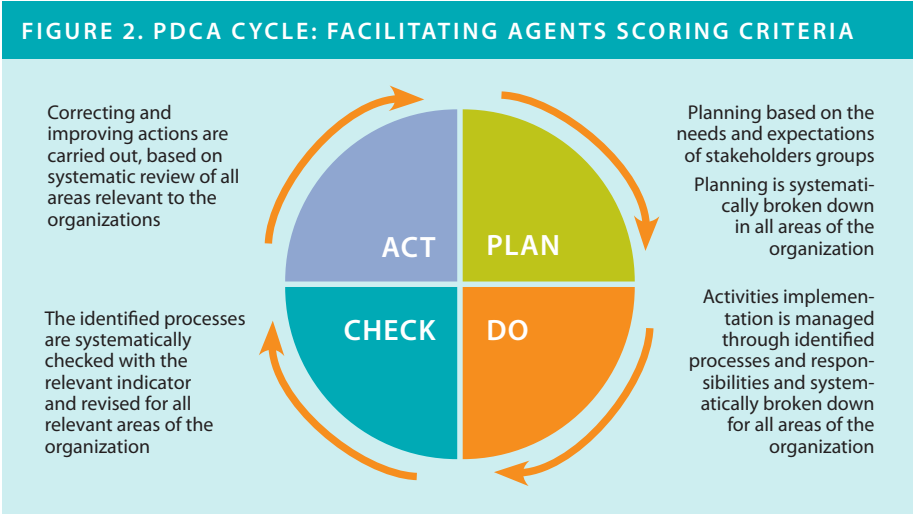 FIGURE 2. PDCA CYCLE: FACILITATING AGENTS SCORING CRITERIA
Correcting and
improving actions are
carried out, based on
systematic review of all
areas relevant to the
organizations
ACT
PLAN
Planning based on the
needs and expectations
of stakeholders groups
Planning is systemati-
cally broken down
in all areas of the
organization
The identified processes
are systematically
checked with the
relevant indicator
and revised for all
relevant areas of the
organization
CHECK
DO
Activities implemen-
tation is managed
through identified
processes and respon-
sibilities and system-
atically broken down
for all areas of the
organization